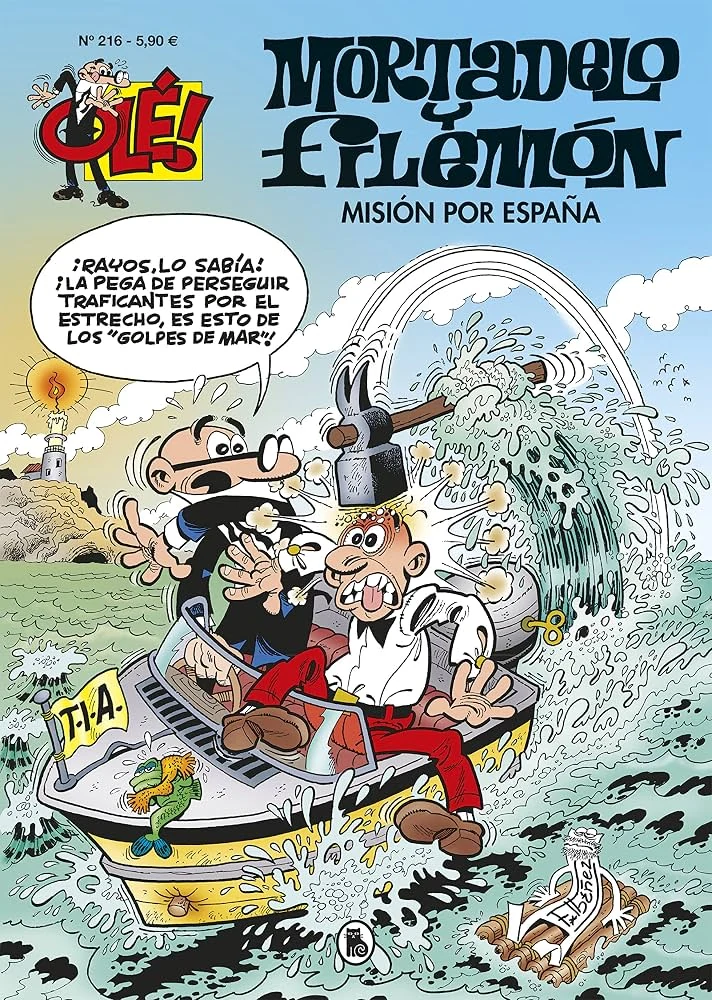 Nº 216 - 5,90 €
OLÉ!
MORTADELO
Y
FILEMÓN
MISIÓN POR ESPAÑA
¡RAYOS, LO SABÍA!
¡LA PEGA DE PERSEGUIR
TRAFICANTES POR EL
ESTRECHO, ES ESTO DE
LOS "GOLPES DE MAR"!
T.I.A.
F. Ibáñez